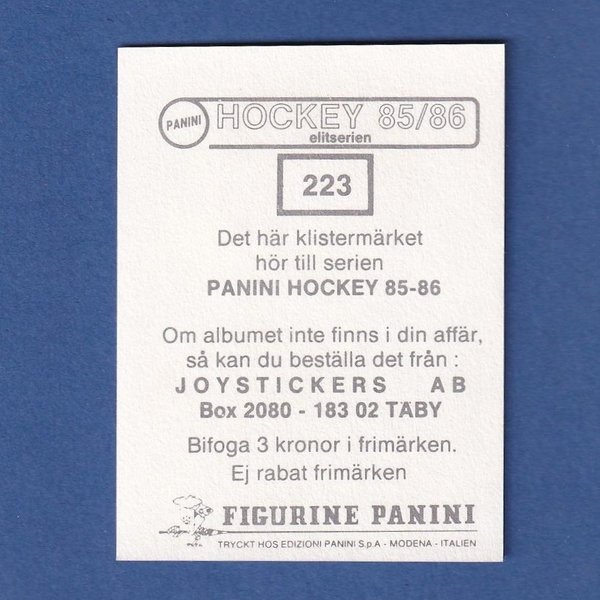 PANINI
HOCKEY 85/86
elitserien
223
Det här klistermärket
hör till serien
PANINI HOCKEY 85-86
Om albumet inte finns i din affär,
så kan du beställa det från :
JOYSTICKERS AB
Box 2080 - 183 02 TÄBY
Bifoga 3 kronor i frimärken.
Ej rabat frimärken
FIGURINE PANINI
TRYCKT HOS EDIZIONI PANINI S.p.A - MODENA - ITALIEN